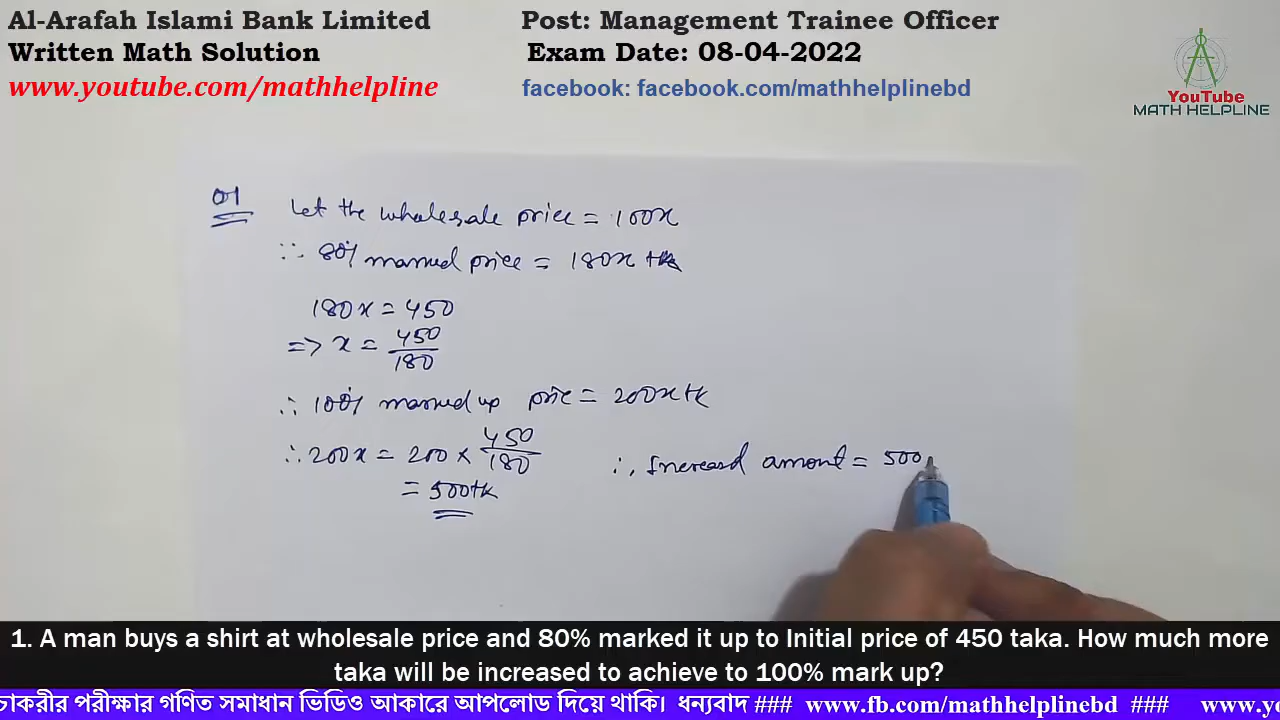 Al-Arafah Islami Bank Limited
Post: Management Trainee Officer
Written Math Solution
Exam Date: 08-04-2022
www.youtube.com/mathhelpline
facebook: facebook.com/mathhelplinebd
YouTube
MATH HELPLINE
01
Let the wholesale price = 100x
∴ 80% marked price = 180x tk
180x = 450
=> x = 450/180
∴ 100% marked up price = 200x tk
∴ 200x = 200 × 450/180
= 500tk
∴ Increased amount = 500
1. A man buys a shirt at wholesale price and 80% marked it up to Initial price of 450 taka. How much more
taka will be increased to achieve to 100% mark up?
চাকরীর পরীক্ষার গণিত সমাধান ভিডিও আকারে আপলোড দিয়ে থাকি। ধন্যবাদ ### www.fb.com/mathhelplinebd ### www.y